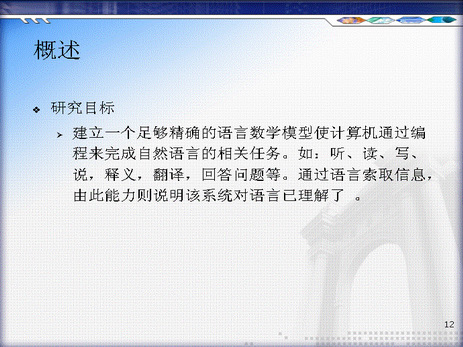 概述
研究目标
建立一个足够精确的语言数学模型使计算机通过编
程来完成自然语言的相关任务。如：听、读、写、
说，释义，翻译，回答问题等。通过语言索取信息，
由此能力则说明该系统对语言已理解了 。
12